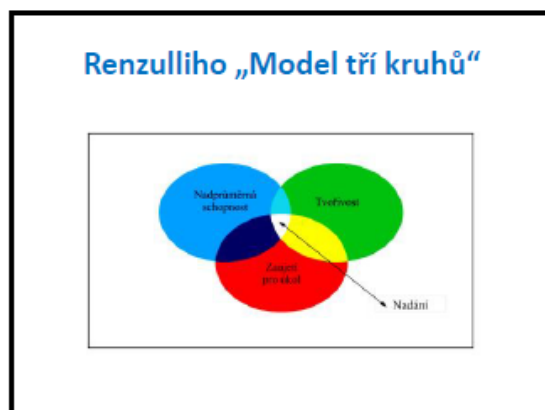 Renzulliho „Model tří kruhů“
Nadprůměrná
schopnost
Tvořivost
Zaujetí
pro úkol
Nadání